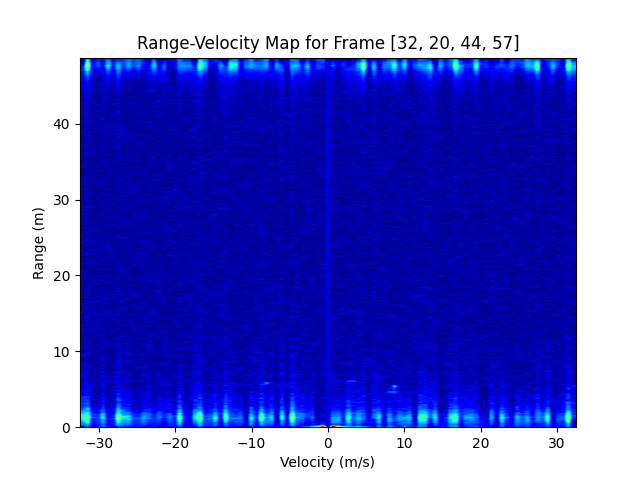 Range-Velocity Map for Frame [32, 20, 44, 57]
40
30
20
10
0
Range (m)
−30 −20 −10 0 10 20 30
Velocity (m/s)